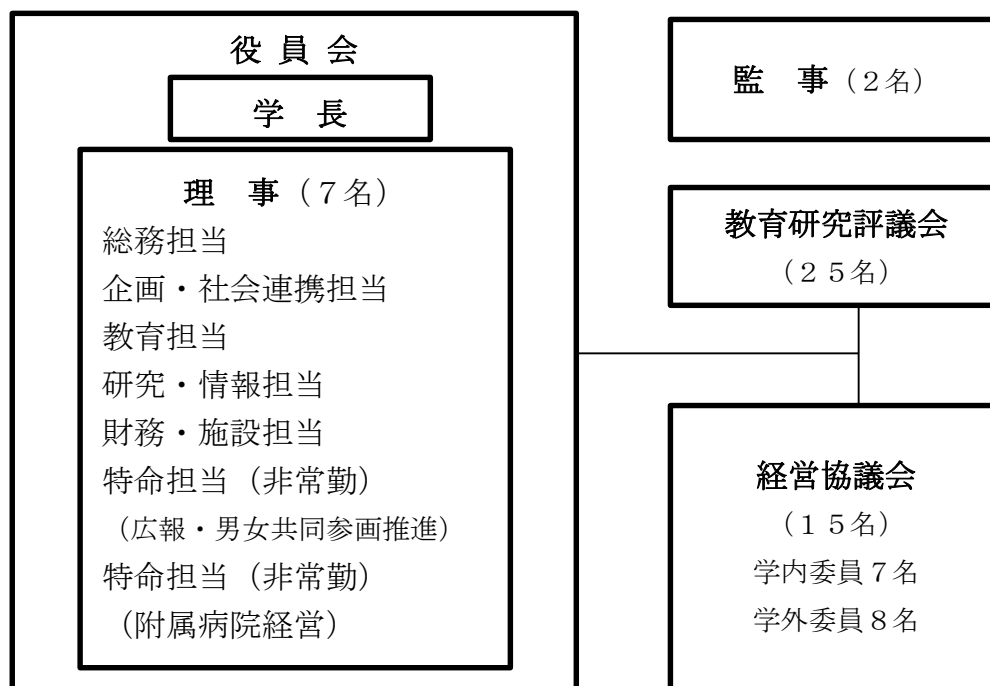 役 員 会
学 長
理 事（７名）
総務担当
企画・社会連携担当
教育担当
研究・情報担当
財務・施設担当
特命担当（非常勤）
（広報・男女共同参画推進）
特命担当（非常勤）
（附属病院経営）
監 事（２名）
教育研究評議会
（２５名）
経営協議会
（１５名）
学内委員７名
学外委員８名